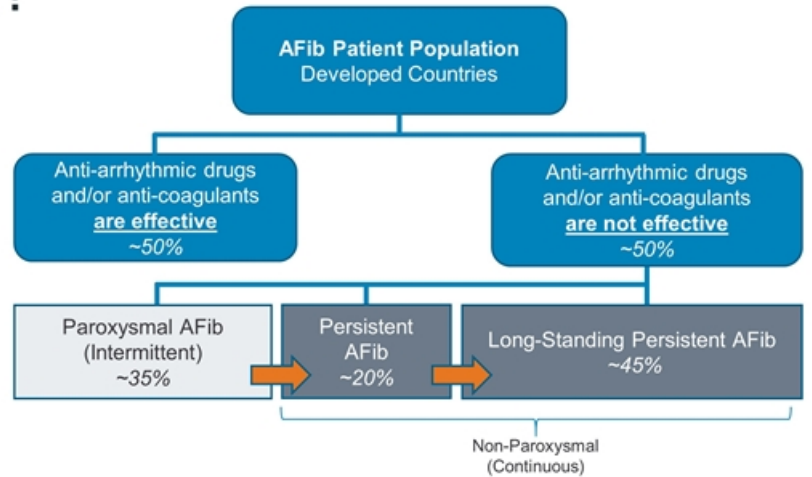 AFib Patient Population
Developed Countries
Anti-arrhythmic drugs
and/or anti-coagulants
are effective
~50%
Anti-arrhythmic drugs
and/or anti-coagulants
are not effective
~50%
Paroxysmal AFib
(Intermittent)
~35%
Persistent
AFib
~20%
Long-Standing Persistent AFib
~45%
Non-Paroxysmal
(Continuous)